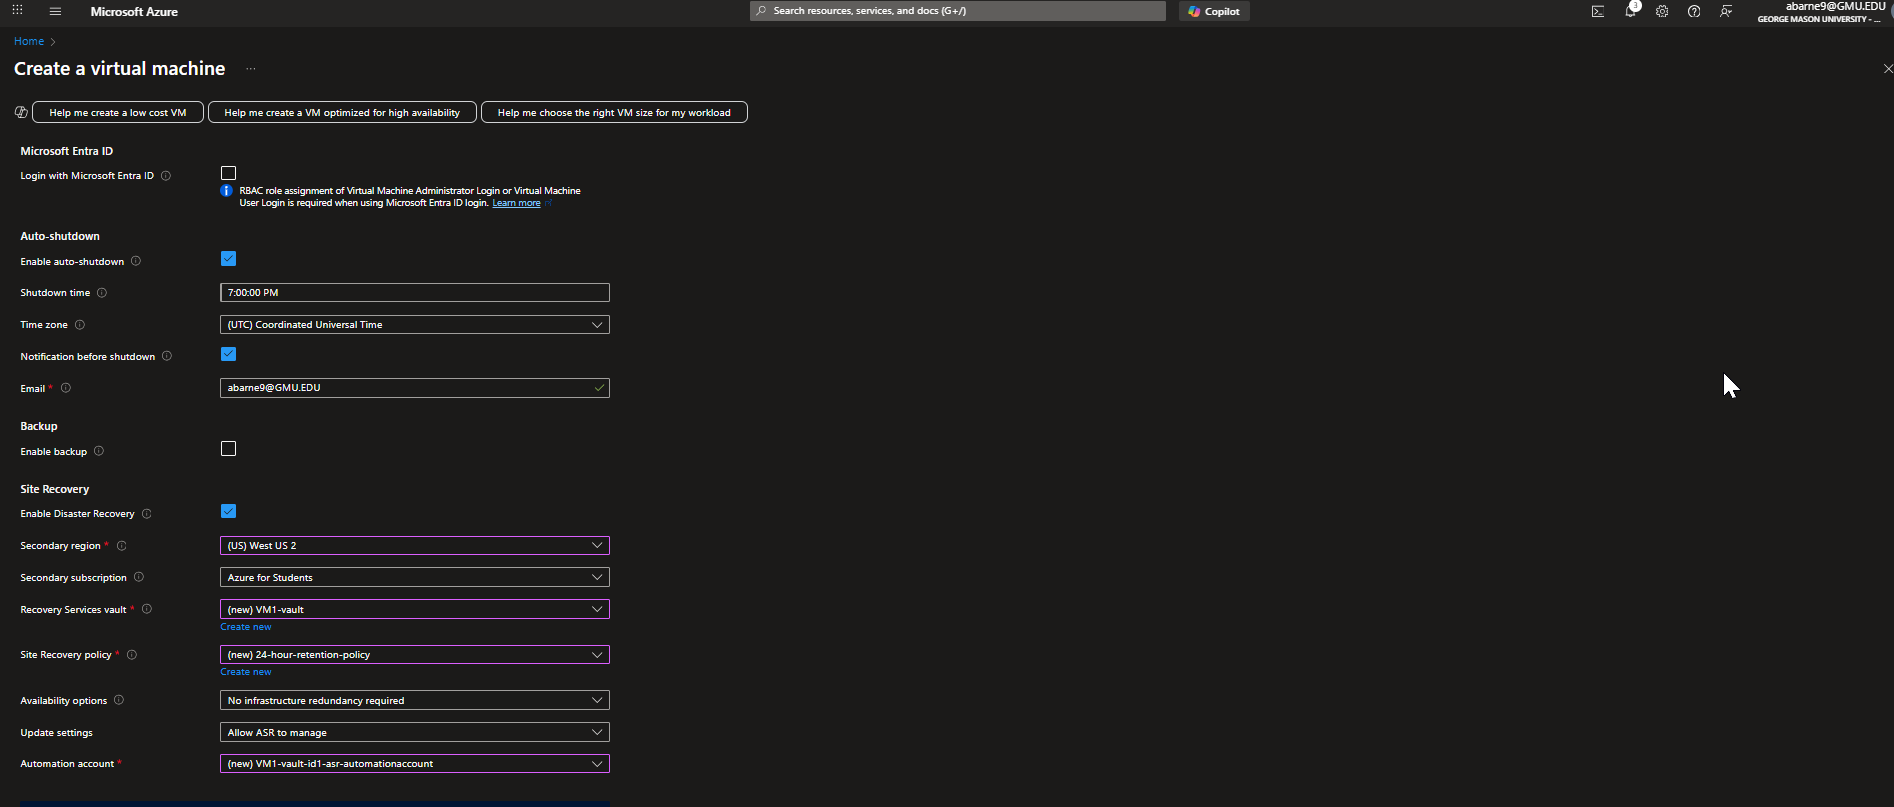 Microsoft Azure
Search resources, services, and docs (G+/)
Copilot
3
abarne9@GMU.EDU
GEORGE MASON UNIVERSITY - ...
Home >
Create a virtual machine ...
Help me create a low cost VM
Help me create a VM optimized for high availability
Help me choose the right VM size for my workload
Microsoft Entra ID
Login with Microsoft Entra ID
RBAC role assignment of Virtual Machine Administrator Login or Virtual Machine
User Login is required when using Microsoft Entra ID login. Learn more
Auto-shutdown
Enable auto-shutdown
Shutdown time 7:00:00 PM
Time zone (UTC) Coordinated Universal Time
Notification before shutdown
Email * abarne9@GMU.EDU
Backup
Enable backup
Site Recovery
Enable Disaster Recovery
Secondary region * (US) West US 2
Secondary subscription Azure for Students
Recovery Services vault * (new) VM1-vault
Create new
Site Recovery policy * (new) 24-hour-retention-policy
Create new
Availability options No infrastructure redundancy required
Update settings Allow ASR to manage
Automation account * (new) VM1-vault-id1-asr-automationaccount